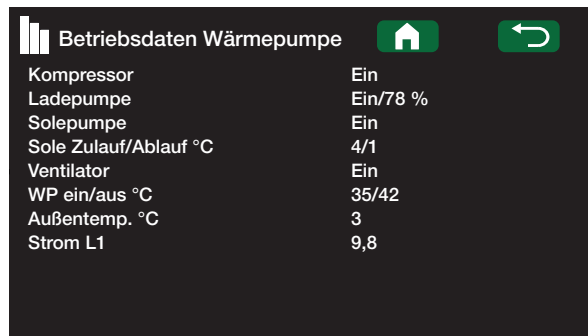 Betriebsdaten Wärmepumpe
Kompressor Ein
Ladepumpe Ein/78 %
Solepumpe Ein
Sole Zulauf/Ablauf °C 4/1
Ventilator Ein
WP ein/aus °C 35/42
Außentemp. °C 3
Strom L1 9,8